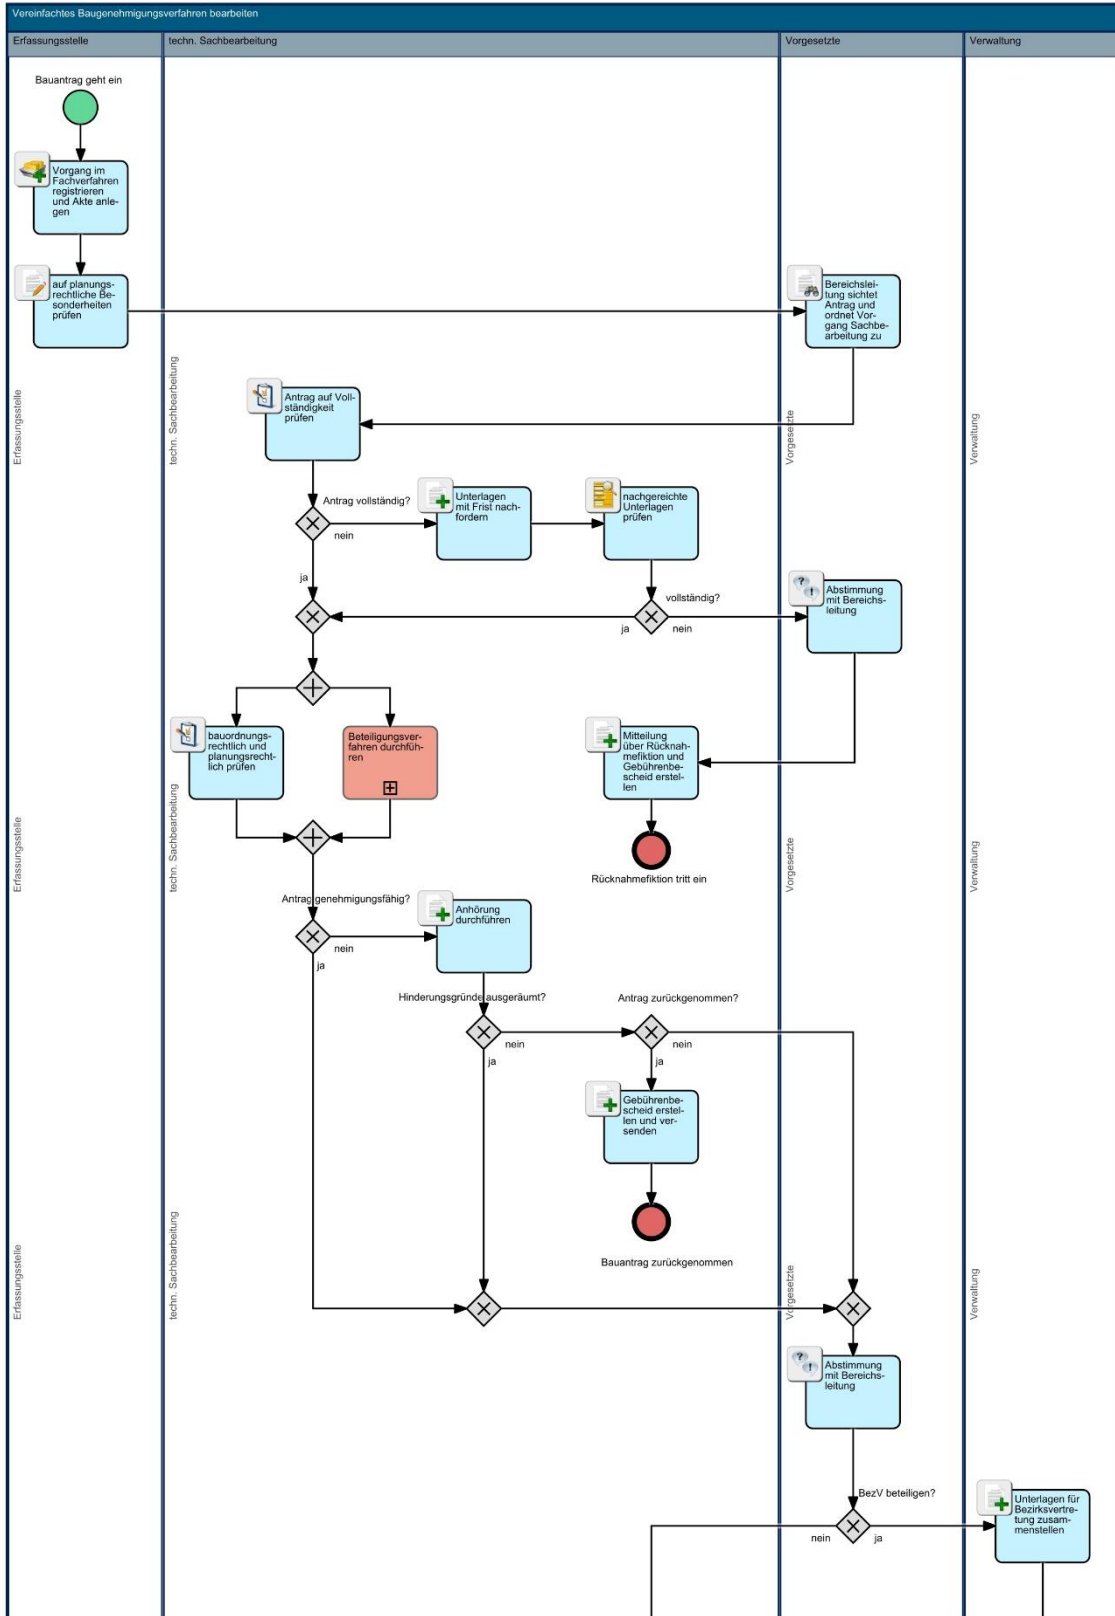 Vereinfachtes Baugenehmigungsverfahren bearbeiten
Erfassungsstelle
techn. Sachbearbeitung
Vorgesetzte
Verwaltung
Bauantrag geht ein
Vorgang im
Fachverfahren
registrieren
und Akte anle-
gen
auf planungs-
rechtliche Be-
sonderheiten
prüfen
Bereichslei-
tung sichtet
Antrag und
ordnet Vor-
gang Sachbe-
arbeitung zu
Erfassungsstelle
techn. Sachbearbeitung
Vorgesetzte
Verwaltung
Antrag auf Voll-
ständigkeit
prüfen
Antrag vollständig?
nein
ja
Unterlagen
mit Frist nach-
fordern
nachgereichte
Unterlagen
prüfen
vollständig?
ja
nein
Abstimmung
mit Bereichs-
leitung
bauordnungs-
rechtlich und
planungsrecht-
lich prüfen
Beteiligungsver-
fahren durchfüh-
ren
Mitteilung
über Rücknah-
mefiktion und
Gebührenbe-
scheid erstel-
len
Rücknahmefiktion tritt ein
Erfassungsstelle
techn. Sachbearbeitung
Vorgesetzte
Verwaltung
Antrag genehmigungsfähig?
nein
ja
Anhörung
durchführen
Hinderungsgründe ausgeräumt?
nein
ja
Antrag zurückgenommen?
nein
ja
Gebührenbe-
scheid erstel-
len und ver-
senden
Bauantrag zurückgenommen
Erfassungsstelle
techn. Sachbearbeitung
Vorgesetzte
Verwaltung
Abstimmung
mit Bereichs-
leitung
BezV beteiligen?
nein
ja
Unterlagen für
Bezirksvertre-
tung zusam-
menstellen